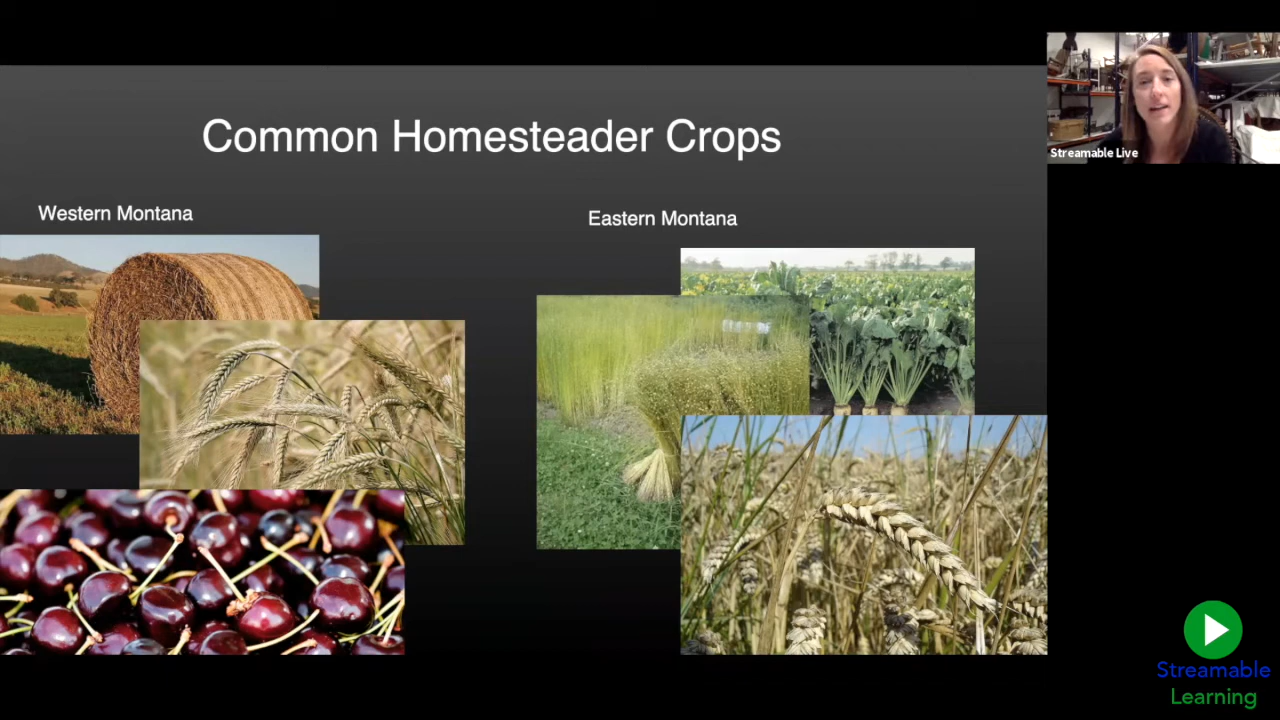 Common Homesteader Crops
Western Montana
Eastern Montana
Streamable Live
Streamable
Learning